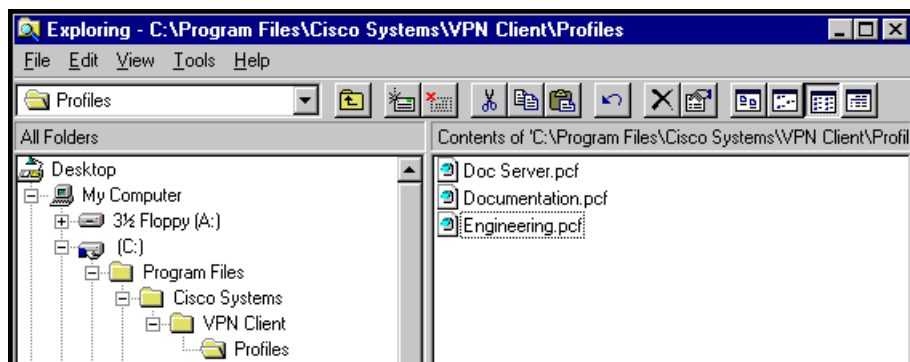 Exploring - C:\Program Files\Cisco Systems\VPN Client\Profiles
File Edit View Tools Help
Profiles
All Folders
Contents of 'C:\Program Files\Cisco Systems\VPN Client\Profil
Desktop
My Computer
3½ Floppy (A:)
(C:)
Program Files
Cisco Systems
VPN Client
Profiles
Doc Server.pcf
Documentation.pcf
Engineering.pcf